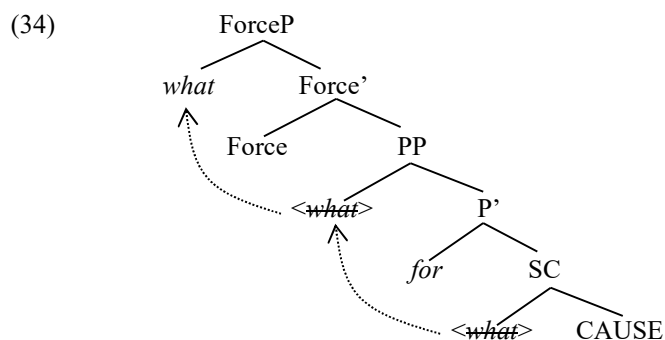 (34) ForceP
what Force’
Force PP
<what> P’
for SC
<what> CAUSE